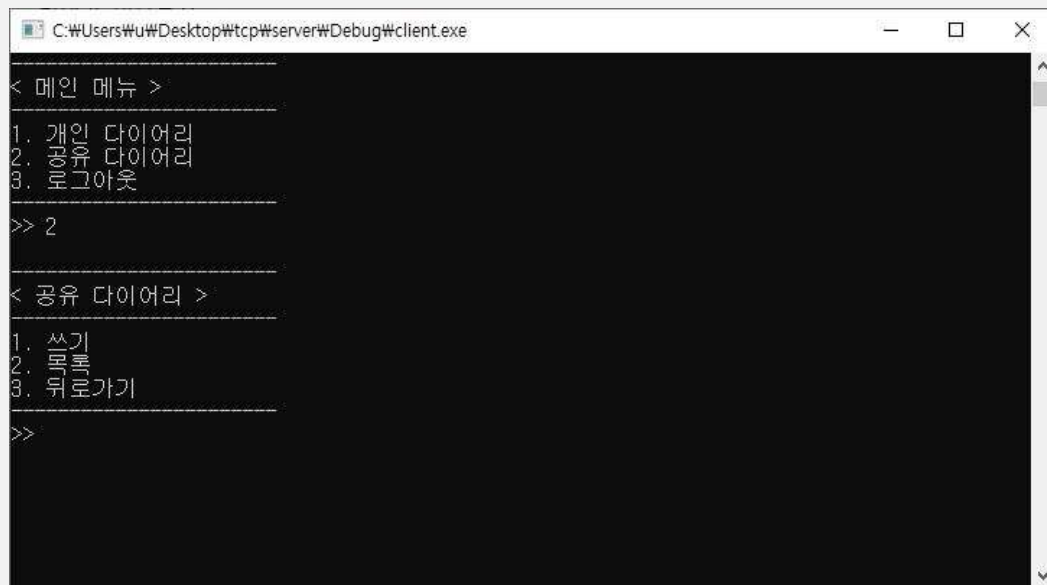 C:₩Users₩u₩Desktop₩tcp₩server₩Debug₩client.exe
< 메인 메뉴 >
1. 개인 다이어리
2. 공유 다이어리
3. 로그아웃
>> 2
< 공유 다이어리 >
1. 쓰기
2. 목록
3. 뒤로가기
>>